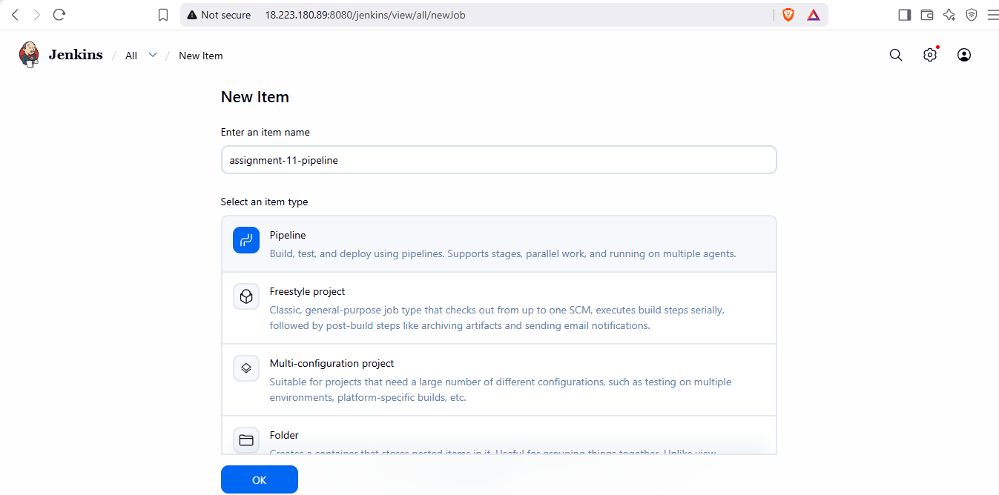 Not secure 18.223.180.89:8080/jenkins/view/all/newJob
Jenkins / All / New Item
New Item
Enter an item name
assignment-11-pipeline
Select an item type
Pipeline
Build, test, and deploy using pipelines. Supports stages, parallel work, and running on multiple agents.
Freestyle project
Classic, general-purpose job type that checks out from up to one SCM, executes build steps serially,
followed by post-build steps like archiving artifacts and sending email notifications.
Multi-configuration project
Suitable for projects that need a large number of different configurations, such as testing on multiple
environments, platform-specific builds, etc.
Folder
Creates a container that stores nested items in it. Useful for grouping things together. Unlike view,
OK